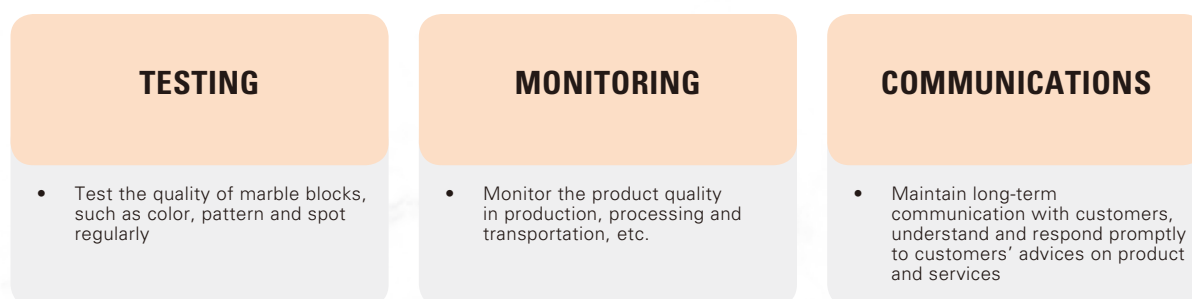 TESTING
• Test the quality of marble blocks,
such as color, pattern and spot
regularly
MONITORING
• Monitor the product quality
in production, processing and
transportation, etc.
COMMUNICATIONS
• Maintain long-term
communication with customers,
understand and respond promptly
to customers’ advices on product
and services